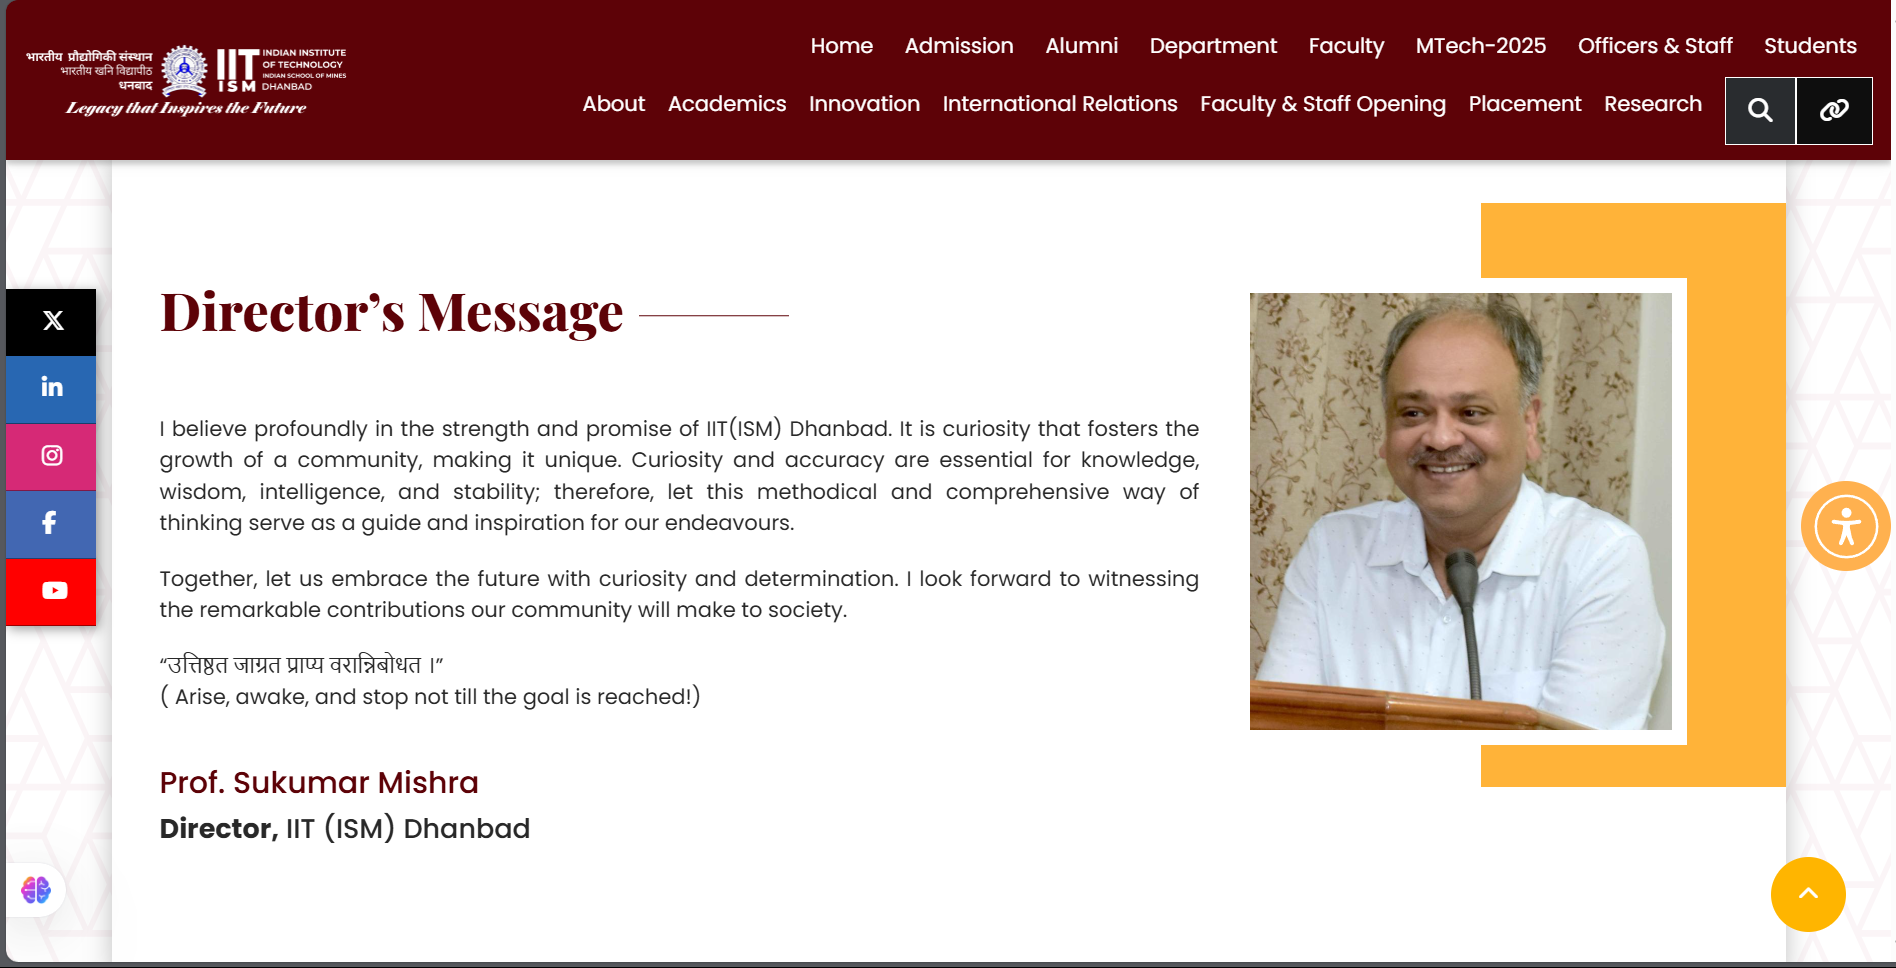 भारतीय प्रौद्योगिकी संस्थान
भारतीय खनि विद्यापीठ
धनबाद
IIT
ISM
INDIAN INSTITUTE
OF TECHNOLOGY
INDIAN SCHOOL OF MINES
DHANBAD
Legacy that Inspires the Future
Home Admission Alumni Department Faculty MTech-2025 Officers & Staff Students
About Academics Innovation International Relations Faculty & Staff Opening Placement Research
Director’s Message
I believe profoundly in the strength and promise of IIT(ISM) Dhanbad. It is curiosity that fosters the
growth of a community, making it unique. Curiosity and accuracy are essential for knowledge,
wisdom, intelligence, and stability; therefore, let this methodical and comprehensive way of
thinking serve as a guide and inspiration for our endeavours.
Together, let us embrace the future with curiosity and determination. I look forward to witnessing
the remarkable contributions our community will make to society.
“उत्तिष्ठत जाग्रत प्राप्य वरान्निबोधत ।”
( Arise, awake, and stop not till the goal is reached!)
Prof. Sukumar Mishra
Director, IIT (ISM) Dhanbad